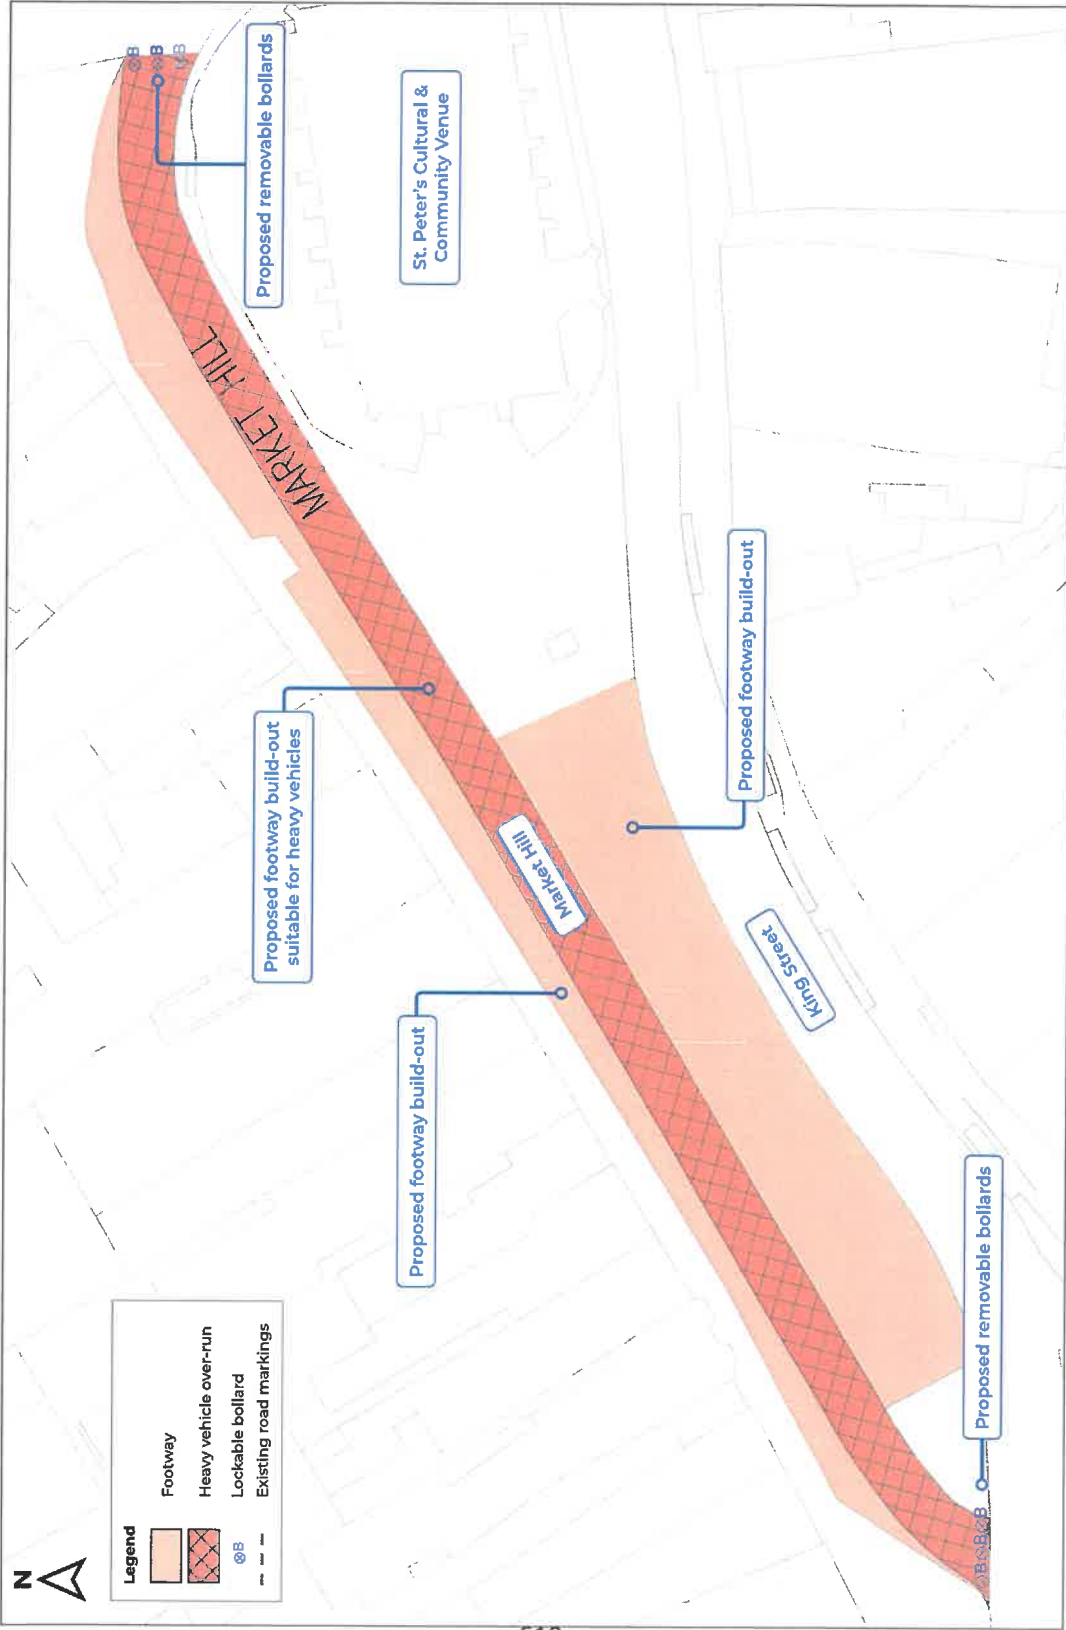 N
Legend
Footway
Heavy vehicle over-run
⊗B
Lockable bollard
Existing road markings
Proposed footway build-out
Proposed footway build-out
suitable for heavy vehicles
Proposed removable bollards
St. Peter's Cultural &
Community Venue
MARKET HILL
Market Hill
Proposed footway build-out
King Street
Proposed removable bollards
⊗B
⊗B
⊗B
B
B
B